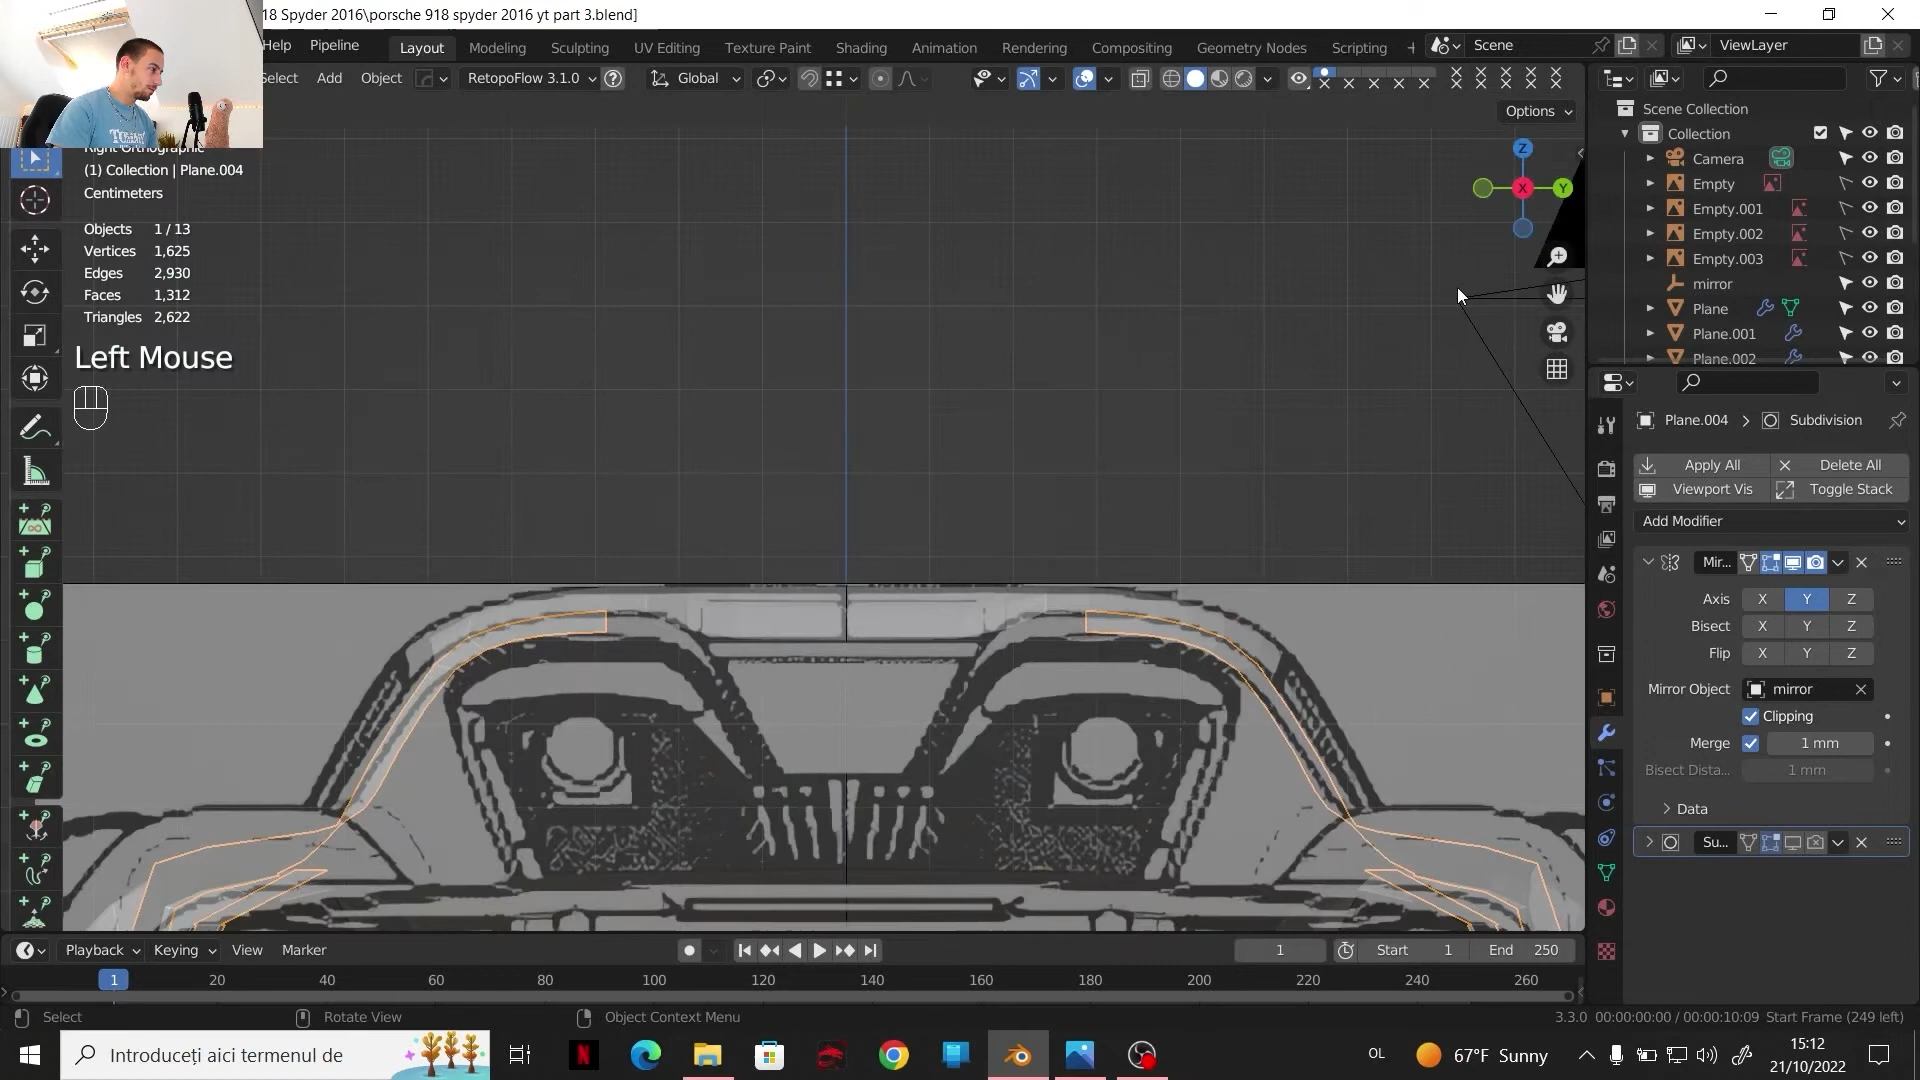 18 Spyder 2016\porsche 918 spyder 2016 yt part 3.blend]
Help Pipeline Layout Modeling Sculpting UV Editing Texture Paint Shading Animation Rendering Compositing Geometry Nodes Scripting + Scene ViewLayer
Select Add Object RetopoFlow 3.1.0 Global
Options
Right Orthographic
(1) Collection | Plane.004
Centimeters
Objects 1 / 13
Vertices 1,625
Edges 2,930
Faces 1,312
Triangles 2,622
Left Mouse
Z
X
Y
Scene Collection
Collection
Camera
Empty
Empty.001
Empty.002
Empty.003
mirror
Plane
Plane.001
Plane.002
Plane.004 > Subdivision
Apply All Delete All
Viewport Vis Toggle Stack
Add Modifier
Mir...
Axis X Y Z
Bisect X Y Z
Flip X Y Z
Mirror Object mirror
Clipping
Merge 1 mm
Bisect Dista... 1 mm
Data
Su...
Playback Keying View Marker 1 Start 1 End 250
1 20 40 60 80 100 120 140 160 180 200 220 240 260
Select Rotate View Object Context Menu 3.3.0 00:00:00:00 / 00:00:10:09 Start Frame (249 left)
Introduceți aici termenul de OL 67°F Sunny 15:12
21/10/2022